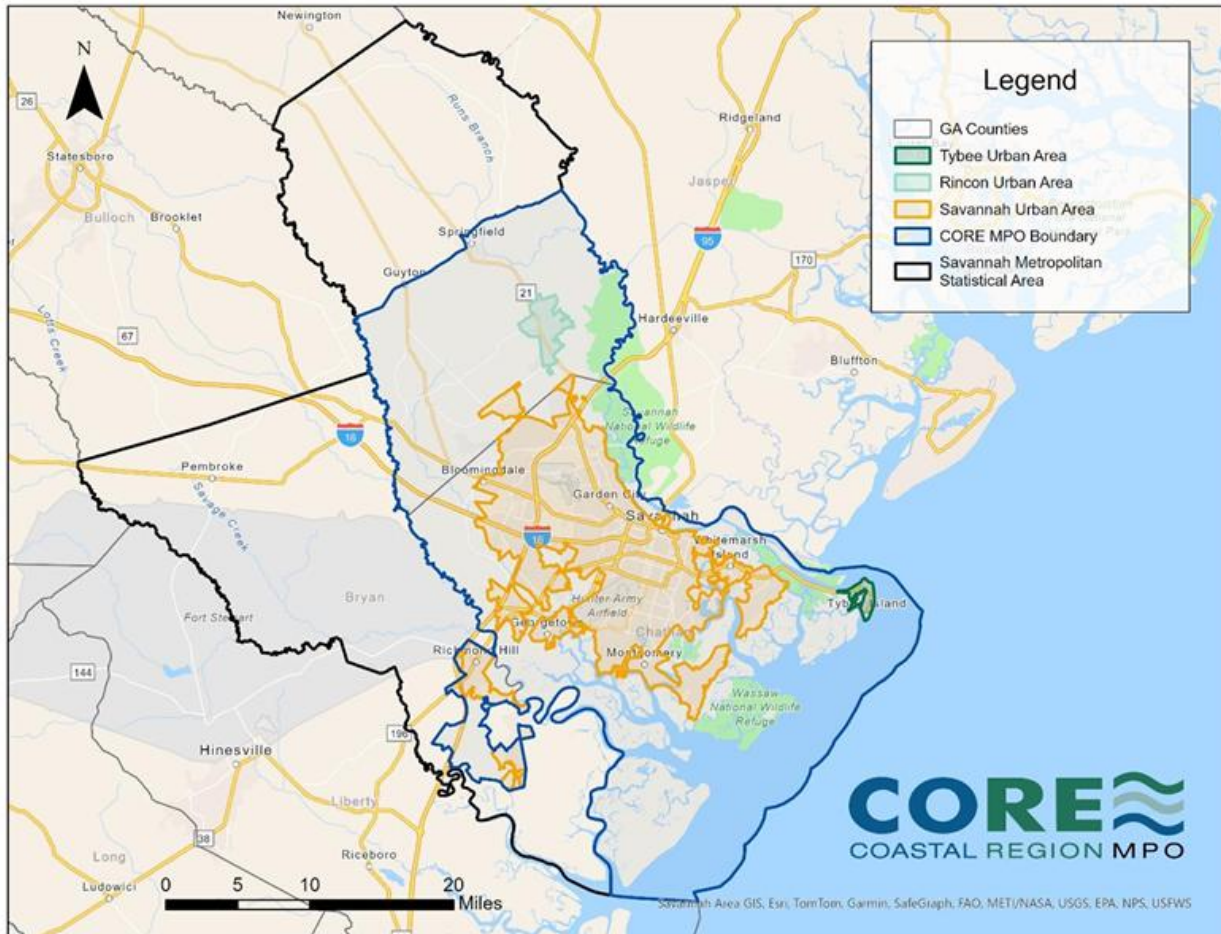 Newington
N
26
Statesboro
Bulloch
Brooklet
Runs Branch
Ridgeland
Jasper
95
170
Springfield
Guyton
21
Hardeeville
Bluffton
Lotts Creek
67
16
Pembroke
Savage Creek
Savannah
National Wildlife
Refuge
Bloomingdale
Garden City
Savannah
16
Whitemarsh
Island
Tybee Island
Hunter Army
Airfield
Bryan
Fort Stewart
Georgetown
Chatham
Montgomery
Richmond Hill
Wassaw
National Wildlife
Refuge
144
196
Hinesville
Liberty
38
Long
Riceboro
Ludowici
0 5 10 20
Miles
Legend
GA Counties
Tybee Urban Area
Rincon Urban Area
Savannah Urban Area
CORE MPO Boundary
Savannah Metropolitan
Statistical Area
CORE
COASTAL REGION MPO
Savannah Area GIS, Esri, TomTom, Garmin, SafeGraph, FAO, METI/NASA, USGS, EPA, NPS, USFWS